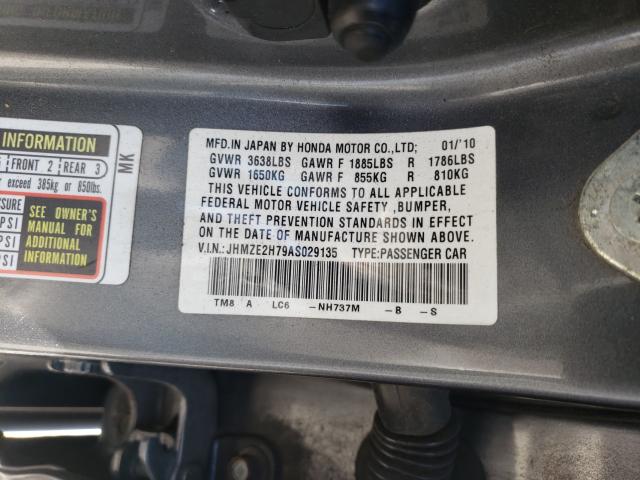 INFORMATION
FRONT 2 REAR 3
exceed 385kg or 850lbs.
SEE OWNER'S
MANUAL FOR
ADDITIONAL
INFORMATION
MK
MFD.IN JAPAN BY HONDA MOTOR CO.,LTD; 01/'10
GVWR 3638LBS GAWR F 1885LBS R 1786LBS
GVWR 1650KG GAWR F 855KG R 810KG
THIS VEHICLE CONFORMS TO ALL APPLICABLE
FEDERAL MOTOR VEHICLE SAFETY ,BUMPER,
AND THEFT PREVENTION STANDARDS IN EFFECT
ON THE DATE OF MANUFACTURE SHOWN ABOVE.
V.I.N.:JHMZE2H79AS029135 TYPE:PASSENGER CAR
TM8 A LC6 -NH737M -B -S